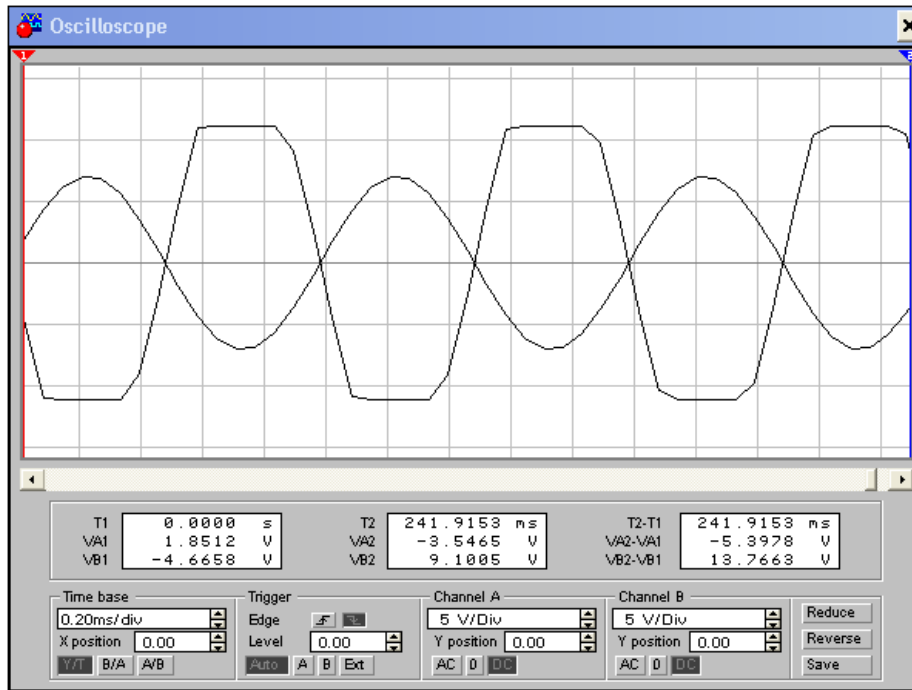 Oscilloscope
1
2
T1 0.0000 s T2 241.9153 ms T2-T1 241.9153 ms
VA1 1.8512 V VA2 -3.5465 V VA2-VA1 -5.3978 V
VB1 -4.6658 V VB2 9.1005 V VB2-VB1 13.7663 V
Time base Trigger Channel A Channel B
0.20ms/div Edge 5 V/Div 5 V/Div Reduce
X position 0.00 Level 0.00 Y position 0.00 Y position 0.00 Reverse
Y/T B/A A/B Auto A B Ext AC 0 DC AC 0 DC Save